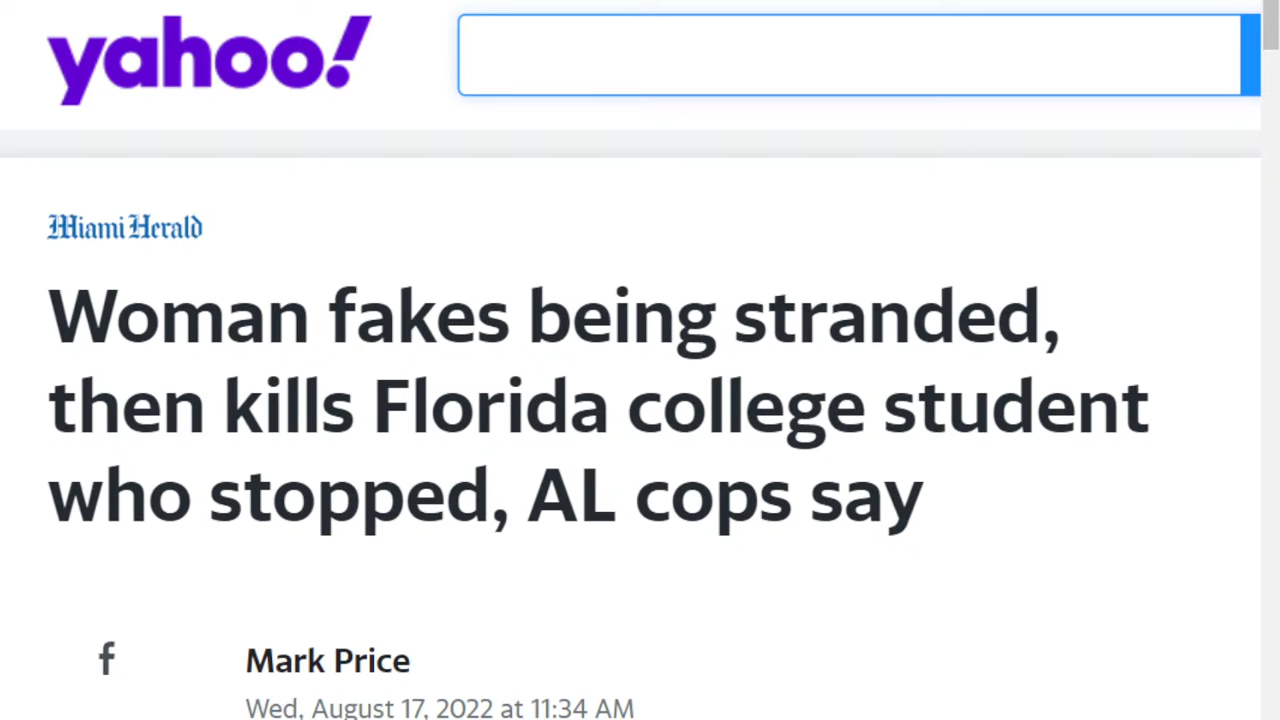 yahoo!
Miami Herald
Woman fakes being stranded,
then kills Florida college student
who stopped, AL cops say
f
Mark Price
Wed, August 17, 2022 at 11:34 AM